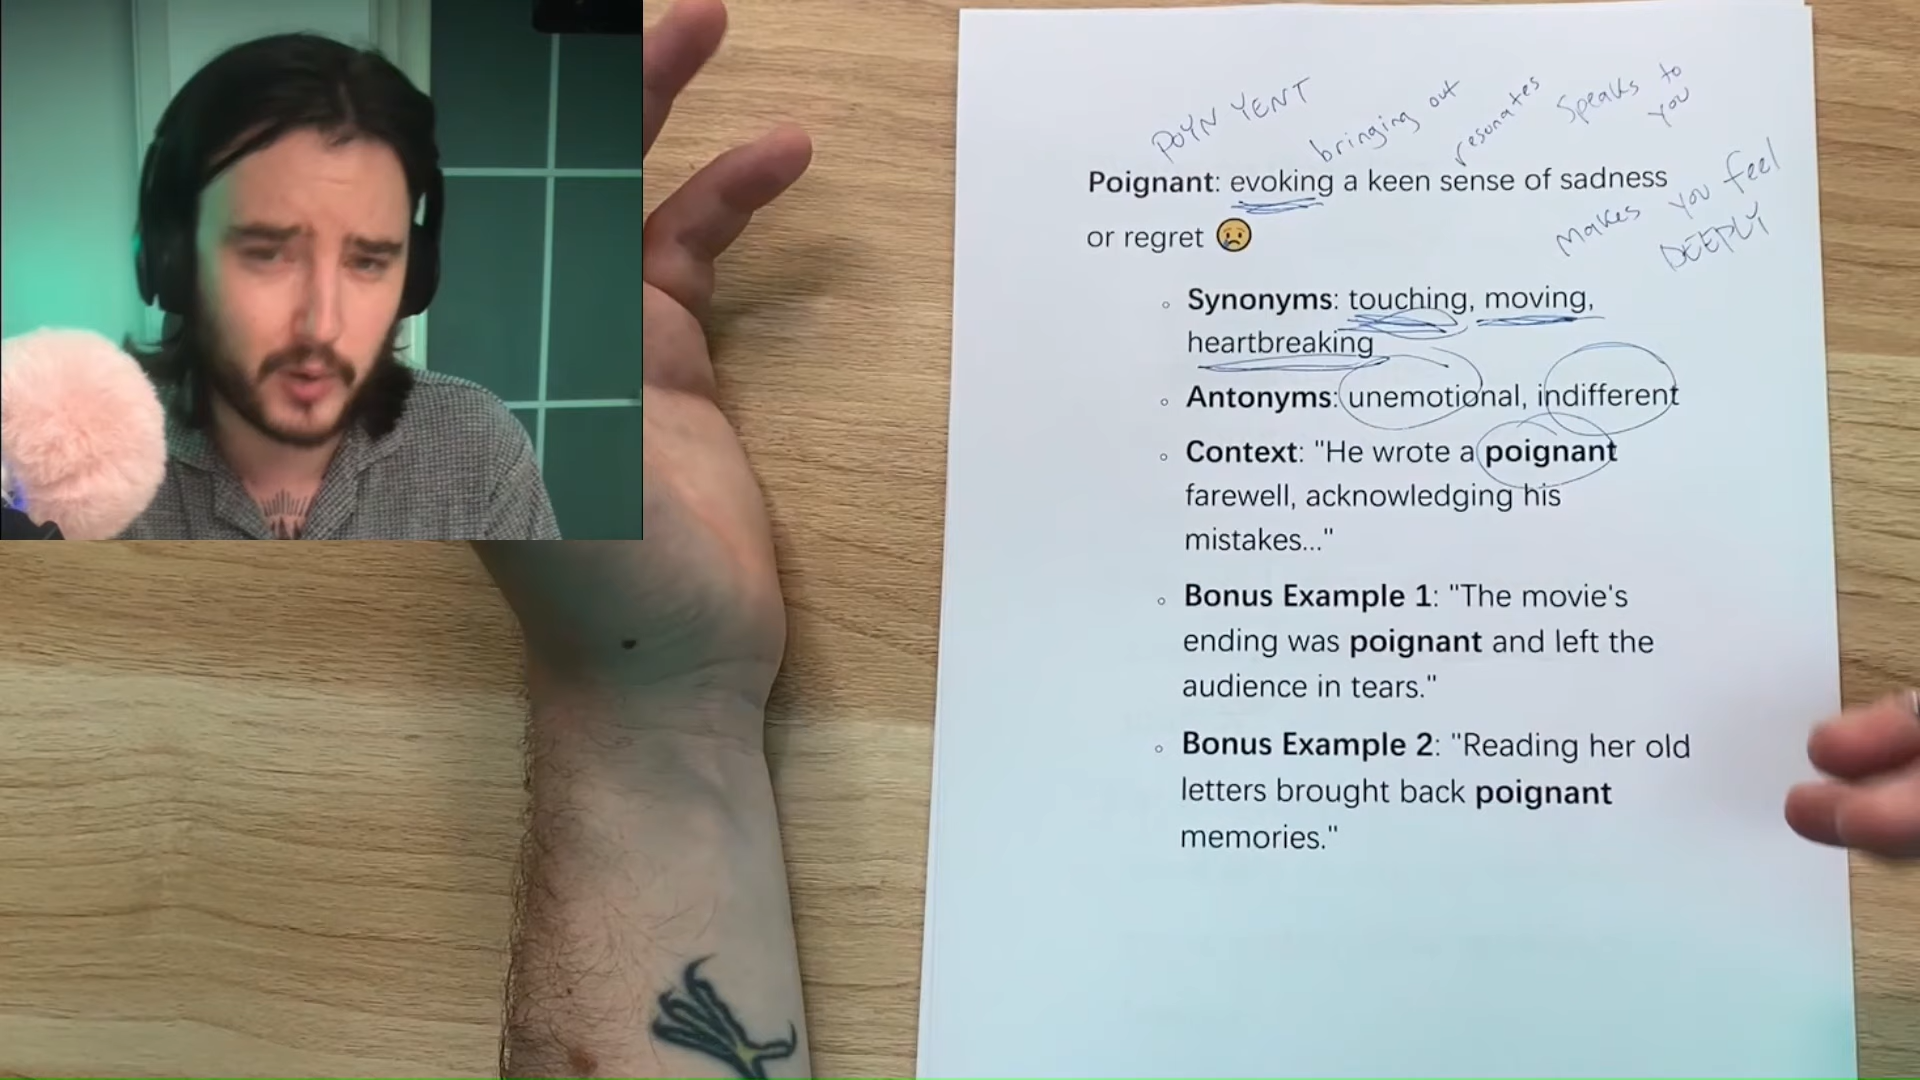 POYN YENT
bringing out
resonates
Speaks to
you
Poignant: evoking a keen sense of sadness
or regret 😢
makes you feel
DEEPLY
◦ Synonyms: touching, moving,
heartbreaking
◦ Antonyms: unemotional, indifferent
◦ Context: "He wrote a poignant
farewell, acknowledging his
mistakes..."
◦ Bonus Example 1: "The movie's
ending was poignant and left the
audience in tears."
◦ Bonus Example 2: "Reading her old
letters brought back poignant
memories."